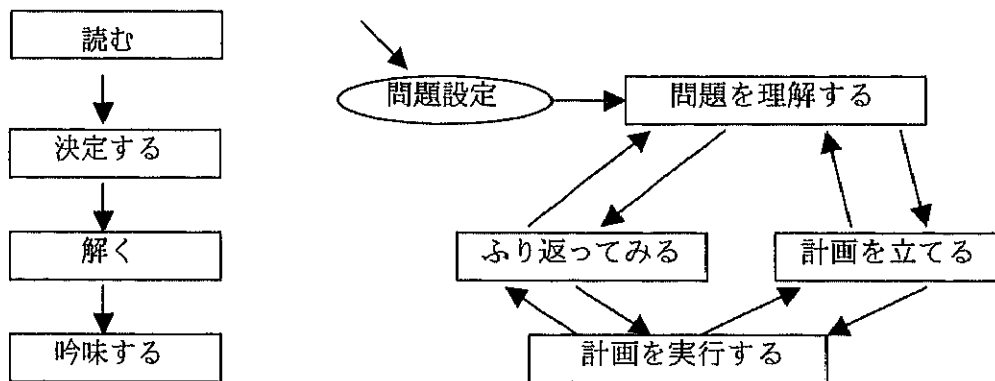 読む
決定する
解く
吟味する
問題設定
問題を理解する
ふり返ってみる
計画を立てる
計画を実行する